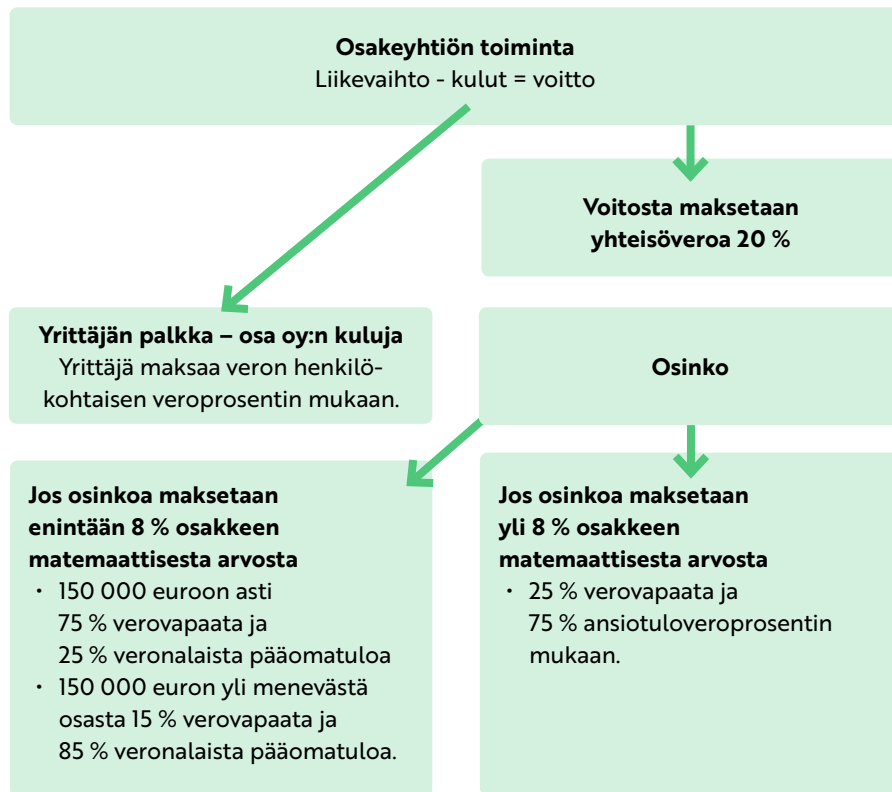 Osakeyhtiön toiminta
Liikevaihto - kulut = voitto
Voitosta maksetaan
yhteisöveroa 20 %
Yrittäjän palkka – osa oy:n kuluja
Yrittäjä maksaa veron henkilö-
kohtaisen veroprosentin mukaan.
Osinko
Jos osinkoa maksetaan
enintään 8 % osakkeen
matemaattisesta arvosta
· 150 000 euroon asti
75 % verovapaata ja
25 % veronalaista pääomatuloa
· 150 000 euron yli menevästä
osasta 15 % verovapaata ja
85 % veronalaista pääomatuloa.
Jos osinkoa maksetaan
yli 8 % osakkeen
matemaattisesta arvosta
· 25 % verovapaata ja
75 % ansiotuloveroprosentin
mukaan.